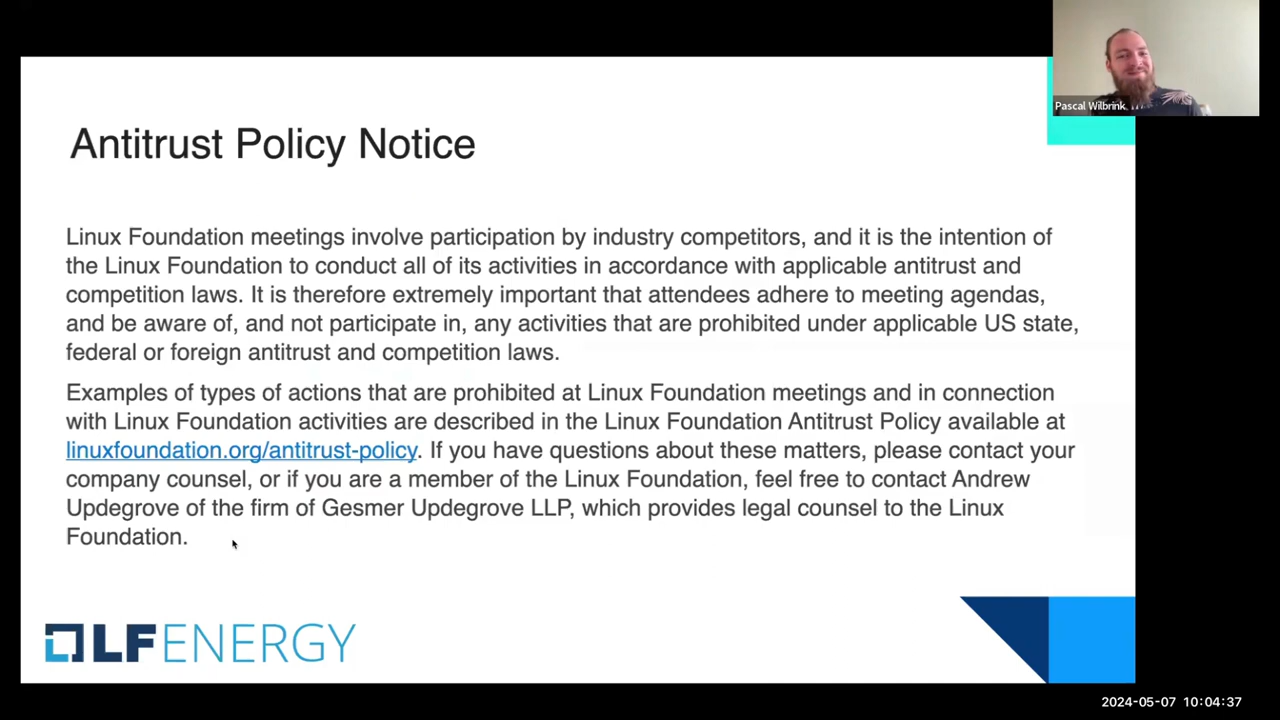 Pascal Wilbrink
Antitrust Policy Notice
Linux Foundation meetings involve participation by industry competitors, and it is the intention of
the Linux Foundation to conduct all of its activities in accordance with applicable antitrust and
competition laws. It is therefore extremely important that attendees adhere to meeting agendas,
and be aware of, and not participate in, any activities that are prohibited under applicable US state,
federal or foreign antitrust and competition laws.
Examples of types of actions that are prohibited at Linux Foundation meetings and in connection
with Linux Foundation activities are described in the Linux Foundation Antitrust Policy available at
linuxfoundation.org/antitrust-policy. If you have questions about these matters, please contact your
company counsel, or if you are a member of the Linux Foundation, feel free to contact Andrew
Updegrove of the firm of Gesmer Updegrove LLP, which provides legal counsel to the Linux
Foundation.
LFENERGY
2024-05-07 10:04:37